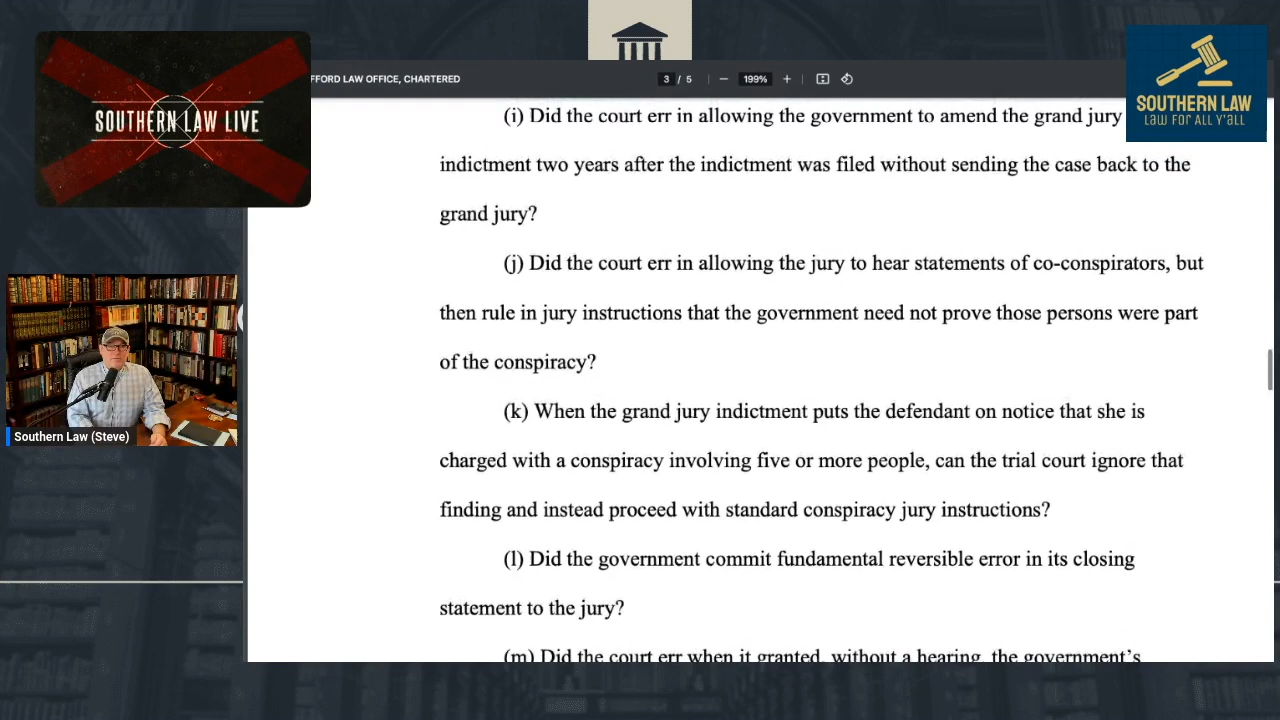 SOUTHERN LAW LIVE
FFORD LAW OFFICE, CHARTERED
3 / 5
199%
SOUTHERN LAW
LAW FOR ALL Y'ALL
(i) Did the court err in allowing the government to amend the grand jury
indictment two years after the indictment was filed without sending the case back to the
grand jury?
(j) Did the court err in allowing the jury to hear statements of co-conspirators, but
then rule in jury instructions that the government need not prove those persons were part
of the conspiracy?
(k) When the grand jury indictment puts the defendant on notice that she is
charged with a conspiracy involving five or more people, can the trial court ignore that
finding and instead proceed with standard conspiracy jury instructions?
(l) Did the government commit fundamental reversible error in its closing
statement to the jury?
(m) Did the court err when it granted, without a hearing, the government's
Southern Law (Steve)